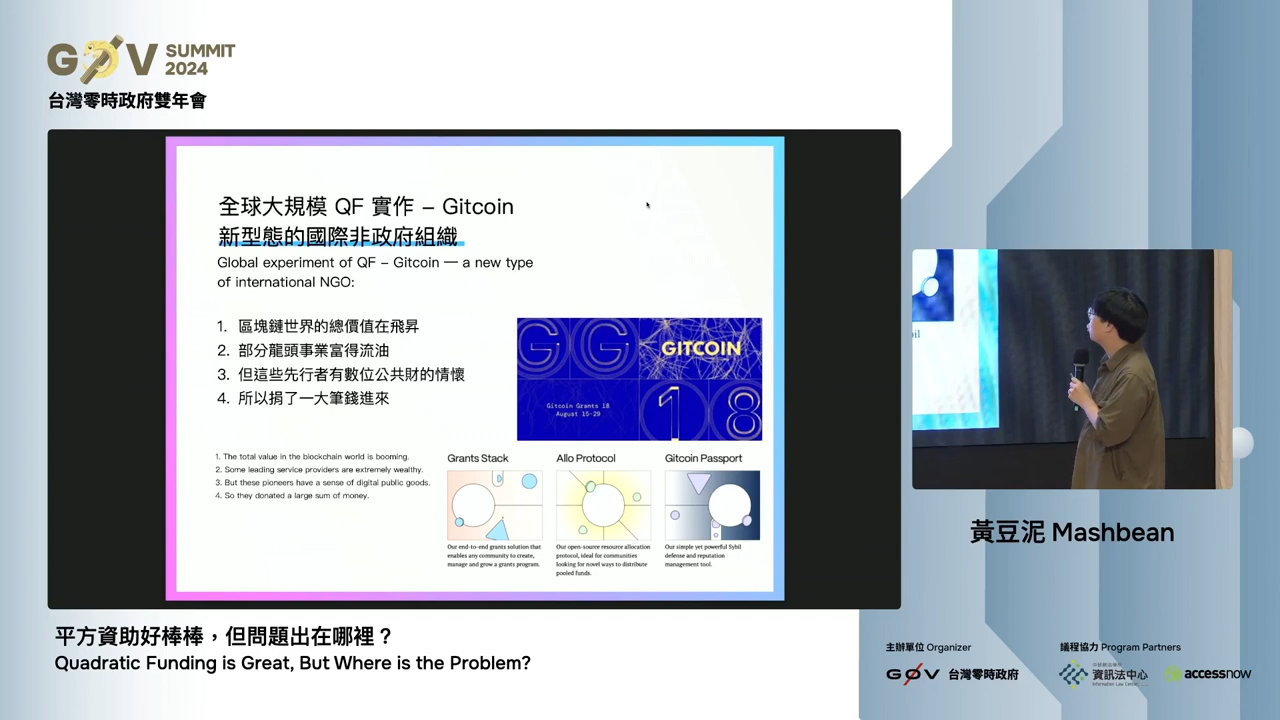 GØV SUMMIT 2024
台灣零時政府雙年會
全球大規模 QF 實作 – Gitcoin
新型態的國際非政府組織
Global experiment of QF – Gitcoin — a new type
of international NGO:
1. 區塊鏈世界的總價值在飛昇
2. 部分龍頭事業富得流油
3. 但這些先行者有數位公共財的情懷
4. 所以捐了一大筆錢進來
1. The total value in the blockchain world is booming.
2. Some leading service providers are extremely wealthy.
3. But these pioneers have a sense of digital public goods.
4. So they donated a large sum of money.
GG
GITCOIN
Gitcoin Grants 18
August 15-29
18
Grants Stack
Our end-to-end grants solution that
enables any community to create,
manage and grow a grants program.
Allo Protocol
Our open-source resource allocation
protocol, ideal for communities
looking for novel ways to distribute
pooled funds.
Gitcoin Passport
Our simple yet powerful Sybil
defense and reputation
management tool.
黃豆泥 Mashbean
平方資助好棒棒，但問題出在哪裡？
Quadratic Funding is Great, But Where is the Problem?
主辦單位 Organizer
GØV 台灣零時政府
議程協力 Program Partners
資訊法中心
Information Law Center
accessnow